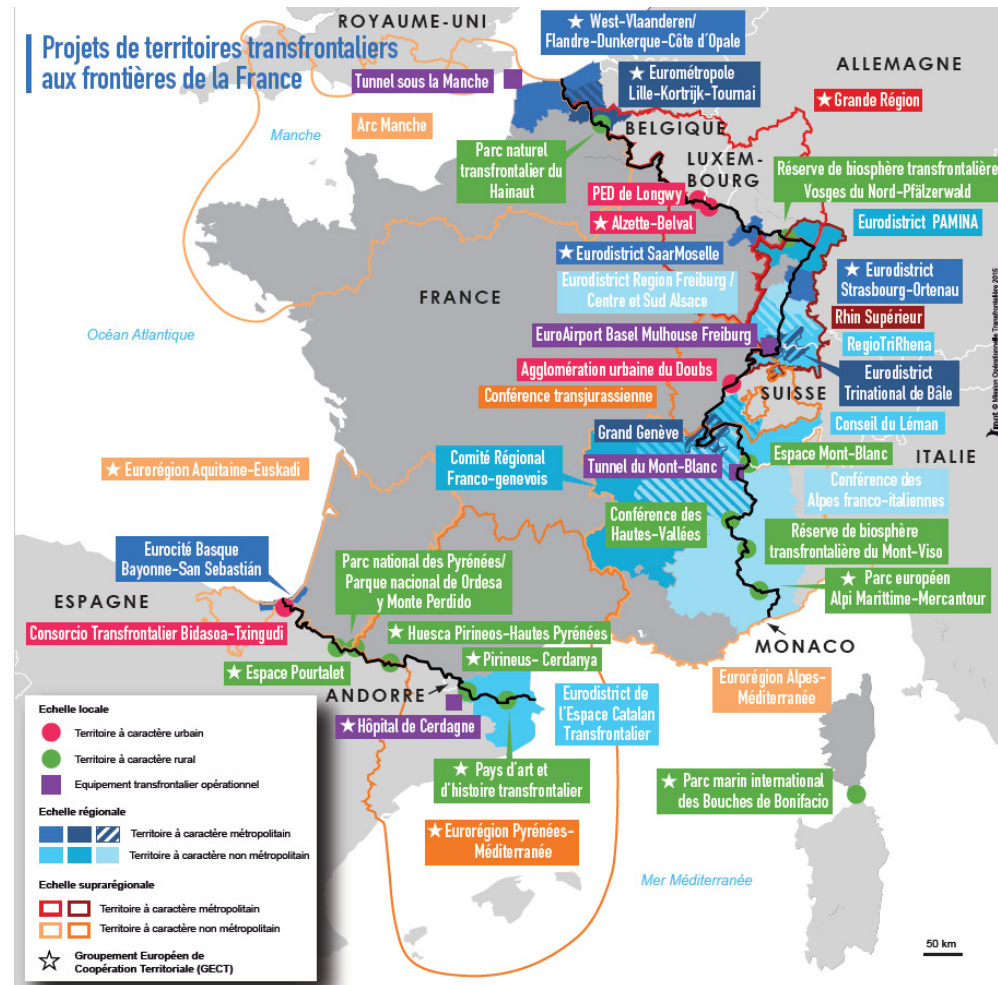 Projets de territoires transfrontaliers
aux frontières de la France
ROYAUME-UNI
Tunnel sous la Manche
Manche
Arc Manche
★ West-Vlaanderen/
Flandre-Dunkerque-Côte d'Opale
★ Eurométropole
Lille-Kortrijk-Tournai
ALLEMAGNE
★ Grande Région
BELGIQUE
Parc naturel
transfrontalier du
Hainaut
LUXEM-
BOURG
Réserve de biosphère transfrontalière
Vosges du Nord-Pfälzerwald
PED de Longwy
★ Alzette-Belval
Eurodistrict PAMINA
★ Eurodistrict SaarMoselle
★ Eurodistrict
Strasbourg-Ortenau
Eurodistrict Region Freiburg /
Centre et Sud Alsace
FRANCE
Océan Atlantique
Rhin Supérieur
EuroAirport Basel Mulhouse Freiburg
RegioTriRhena
Agglomération urbaine du Doubs
Eurodistrict
Trinational de Bâle
Conférence transjurassienne
SUISSE
Grand Genève
Conseil du Léman
Comité Régional
Franco-genevois
Tunnel du Mont-Blanc
Espace Mont-Blanc
ITALIE
★ Eurorégion Aquitaine-Euskadi
Conférence des
Alpes franco-italiennes
Conférence des
Hautes-Vallées
Réserve de biosphère
transfrontalière du Mont-Viso
Eurocité Basque
Bayonne-San Sebastián
Parc national des Pyrénées/
Parque nacional de Ordesa
y Monte Perdido
★ Parc européen
Alpi Marittime-Mercantour
ESPAGNE
Consorcio Transfrontalier Bidasoa-Txingudi
MONACO
★ Huesca Pirineos-Hautes Pyrénées
★ Espace Pourtalet
★ Pirineus- Cerdanya
ANDORRE
Eurorégion Alpes-
Méditerranée
★ Hôpital de Cerdagne
Eurodistrict de
l'Espace Catalan
Transfrontalier
★ Pays d'art et
d'histoire transfrontalier
★ Parc marin international
des Bouches de Bonifacio
★ Eurorégion Pyrénées-
Méditerranée
Mer Méditerranée
Echelle locale
Territoire à caractère urbain
Territoire à caractère rural
Equipement transfrontalier opérationnel
Echelle régionale
Territoire à caractère métropolitain
Territoire à caractère non métropolitain
Echelle suprarégionale
Territoire à caractère métropolitain
Territoire à caractère non métropolitain
Groupement Européen de
Coopération Territoriale (GECT)
50 km
mot © Mission Opérationnelle Transfrontalière 2015